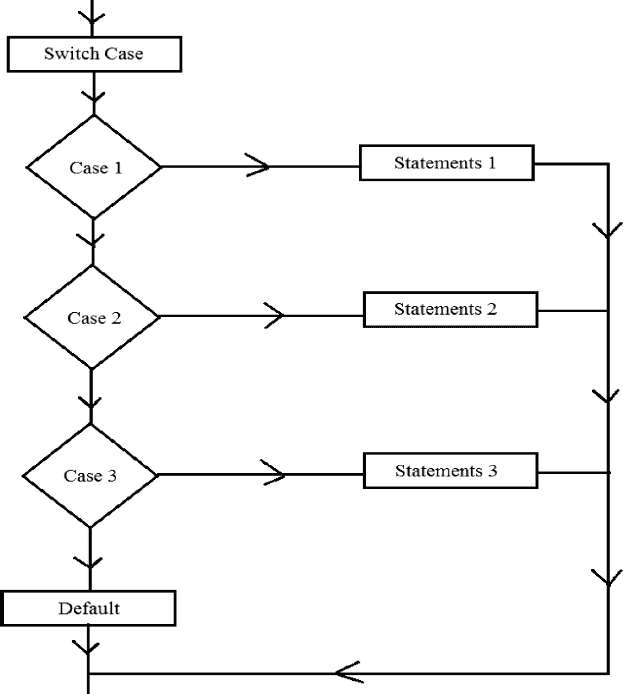 Switch Case
Case 1
Statements 1
Case 2
Statements 2
Case 3
Statements 3
Default